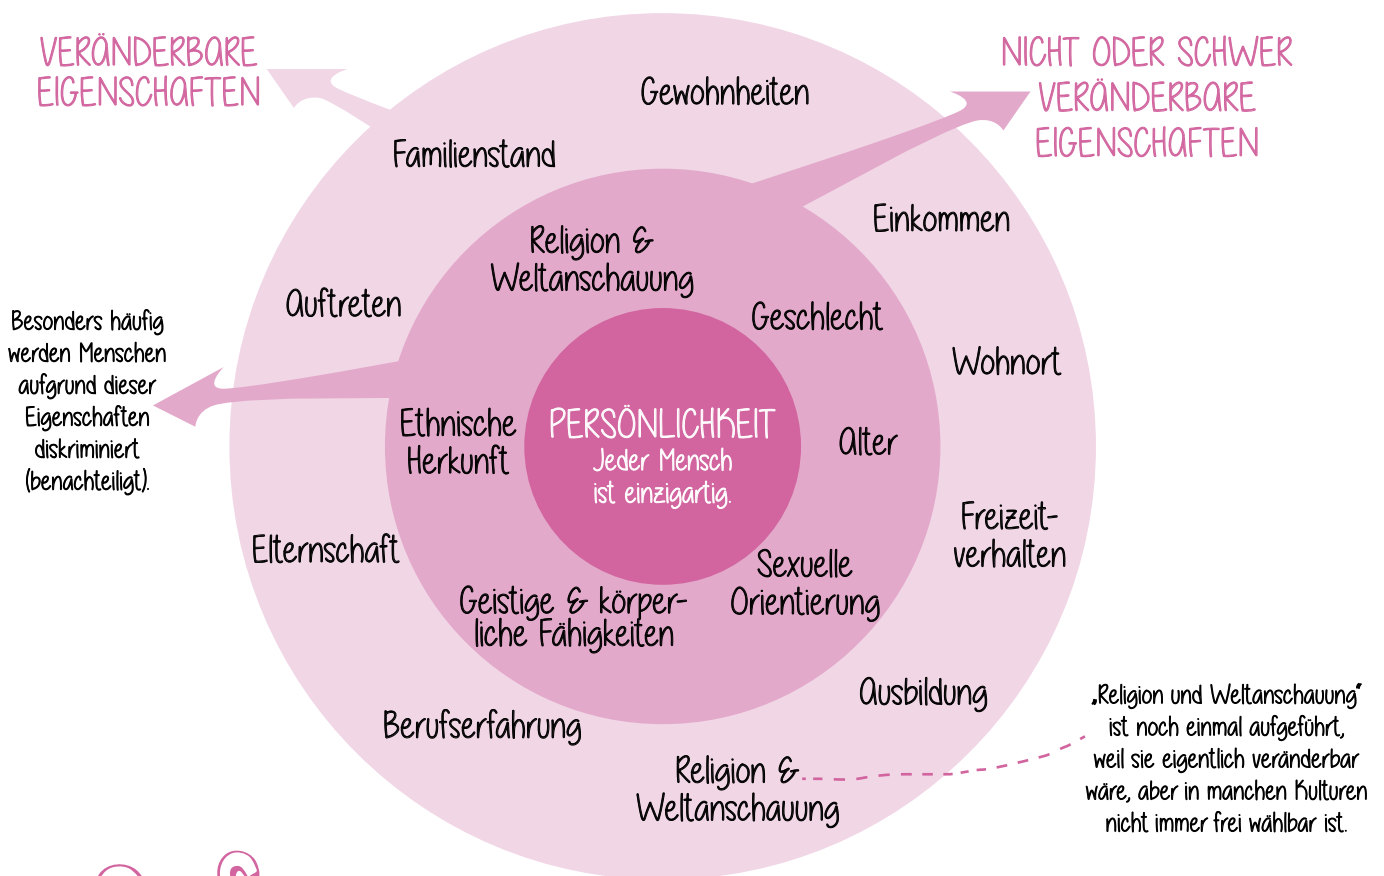 VERÄNDERBARE
EIGENSCHAFTEN
NICHT ODER SCHWER
VERÄNDERBARE
EIGENSCHAFTEN
Gewohnheiten
Familienstand
Einkommen
Religion &
Weltanschauung
Auftreten
Geschlecht
Besonders häufig
werden Menschen
aufgrund dieser
Eigenschaften
diskriminiert
(benachteiligt).
Wohnort
Ethnische
Herkunft
PERSÖNLICHKEIT
Jeder Mensch
ist einzigartig.
Alter
Freizeit-
verhalten
Elternschaft
Sexuelle
Orientierung
Geistige & körper-
liche Fähigkeiten
Ausbildung
Berufserfahrung
Religion &
Weltanschauung
„Religion und Weltanschauung“
ist noch einmal aufgeführt,
weil sie eigentlich veränderbar
wäre, aber in manchen Kulturen
nicht immer frei wählbar ist.